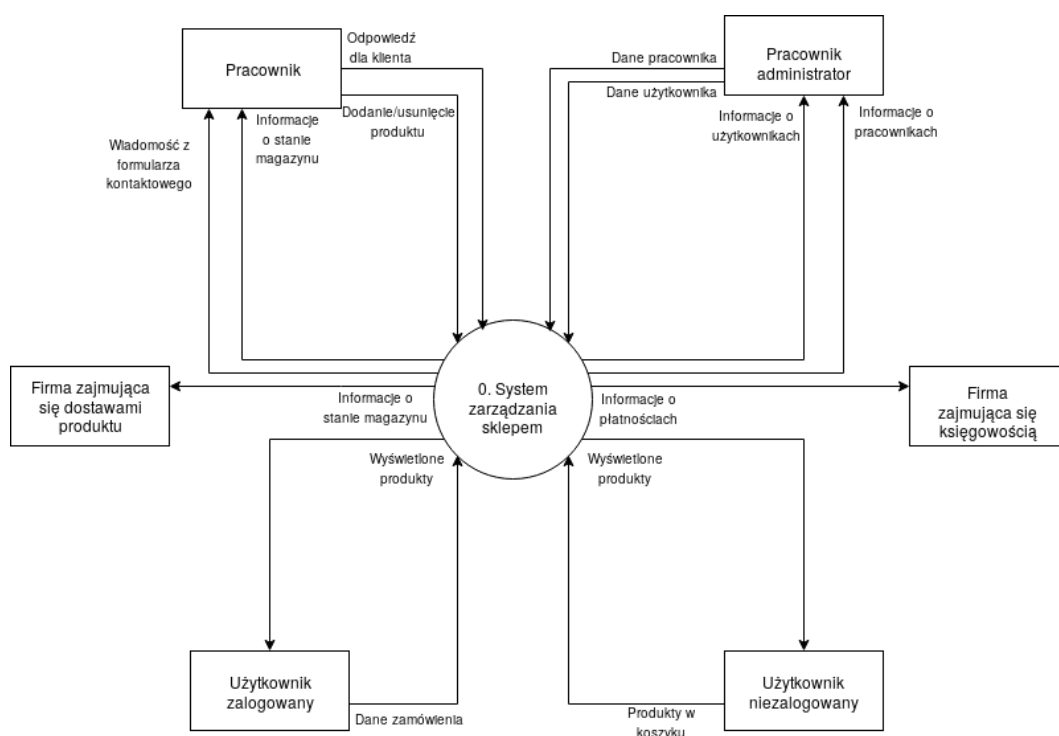 Pracownik
Odpowiedź
dla klienta
Dodanie/usunięcie
produktu
Informacje
o stanie
magazynu
Wiadomość z
formularza
kontaktowego
Pracownik
administrator
Dane pracownika
Dane użytkownika
Informacje o
użytkownikach
Informacje o
pracownikach
Firma zajmująca
się dostawami
produktu
Informacje o
stanie magazynu
0. System
zarządzania
sklepem
Informacje o
płatnościach
Firma
zajmująca się
księgowością
Wyświetlone
produkty
Wyświetlone
produkty
Użytkownik
zalogowany
Dane zamówienia
Produkty w
koszyku
Użytkownik
niezalogowany